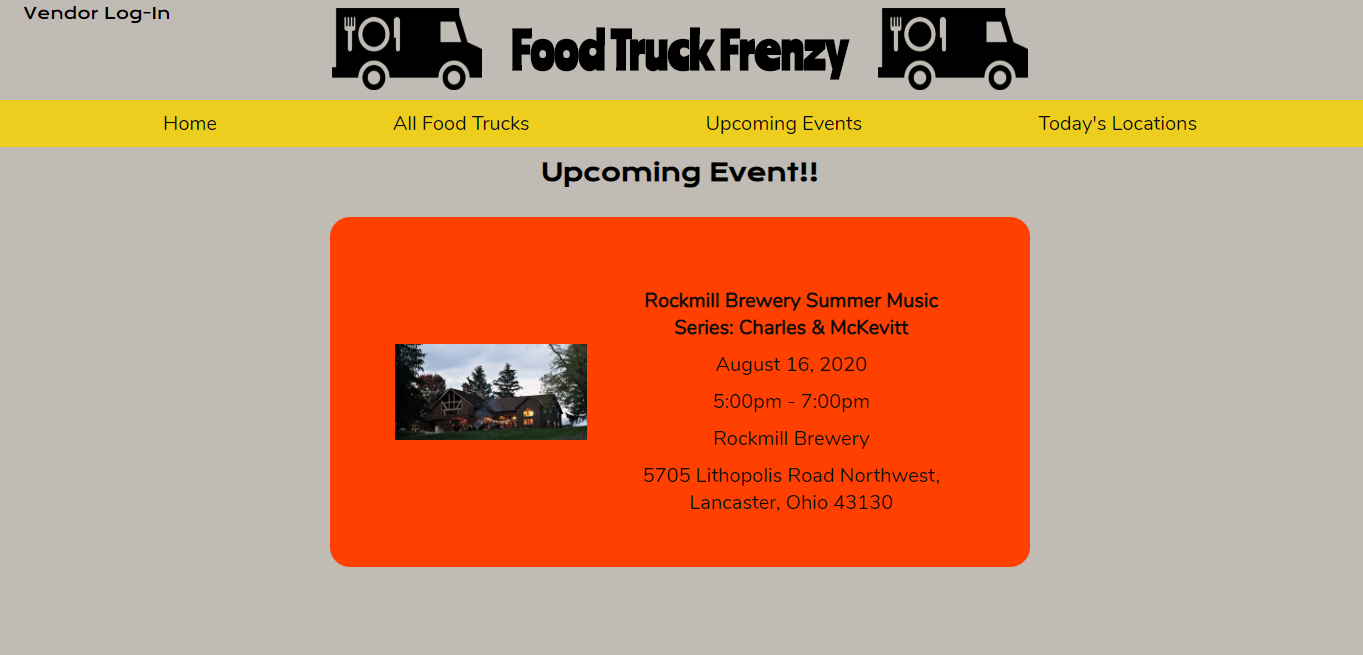 Vendor Log-In
Food Truck Frenzy
Home
All Food Trucks
Upcoming Events
Today's Locations
Upcoming Event!!
Rockmill Brewery Summer Music
Series: Charles & McKevitt
August 16, 2020
5:00pm - 7:00pm
Rockmill Brewery
5705 Lithopolis Road Northwest,
Lancaster, Ohio 43130